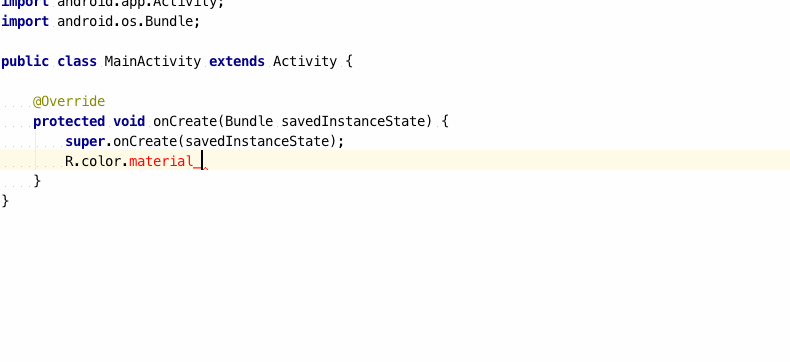 import android.app.Activity;
import android.os.Bundle;
public class MainActivity extends Activity {
@Override
protected void onCreate(Bundle savedInstanceState) {
super.onCreate(savedInstanceState);
R.color.material_
}
}